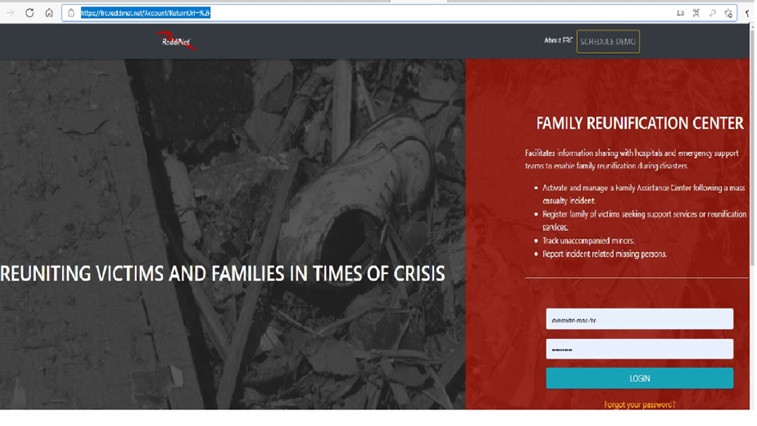 https://frc.reddinet.net/Account/ReturnUrl=%2F
ReddiNet
About FRC
SCHEDULE DEMO
FAMILY REUNIFICATION CENTER
Facilitates information sharing with hospitals and emergency support
teams to enable family reunification during disasters.
Activate and manage a Family Assistance Center following a mass
casualty incident.
Register family of victims seeking support services or reunification
services.
Track unaccompanied minors.
Report incident related missing persons.
REUNITING VICTIMS AND FAMILIES IN TIMES OF CRISIS
LOGIN
Forgot your password?